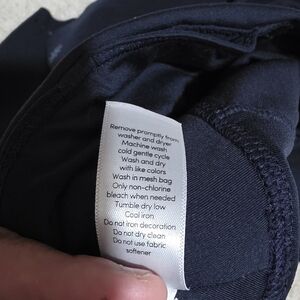 Remove promptly from
washer and dryer
Machine wash
cold gentle cycle
Wash and dry
with like colors
Wash in mesh bag
Only non-chlorine
bleach when needed
Tumble dry low
Cool iron
Do not iron decoration
Do not dry clean
Do not use fabric
softener